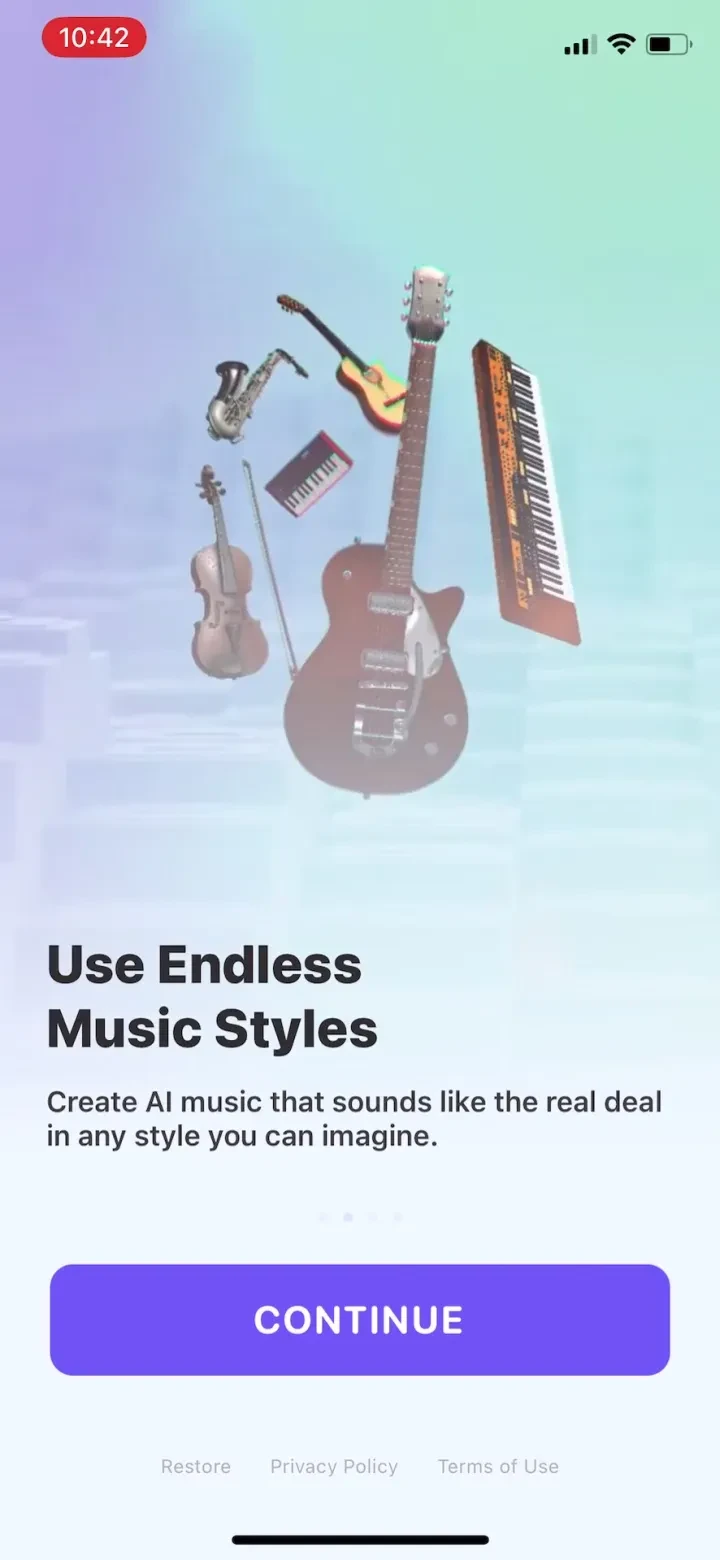 10:42
Use Endless
Music Styles
Create AI music that sounds like the real deal
in any style you can imagine.
CONTINUE
Restore Privacy Policy Terms of Use